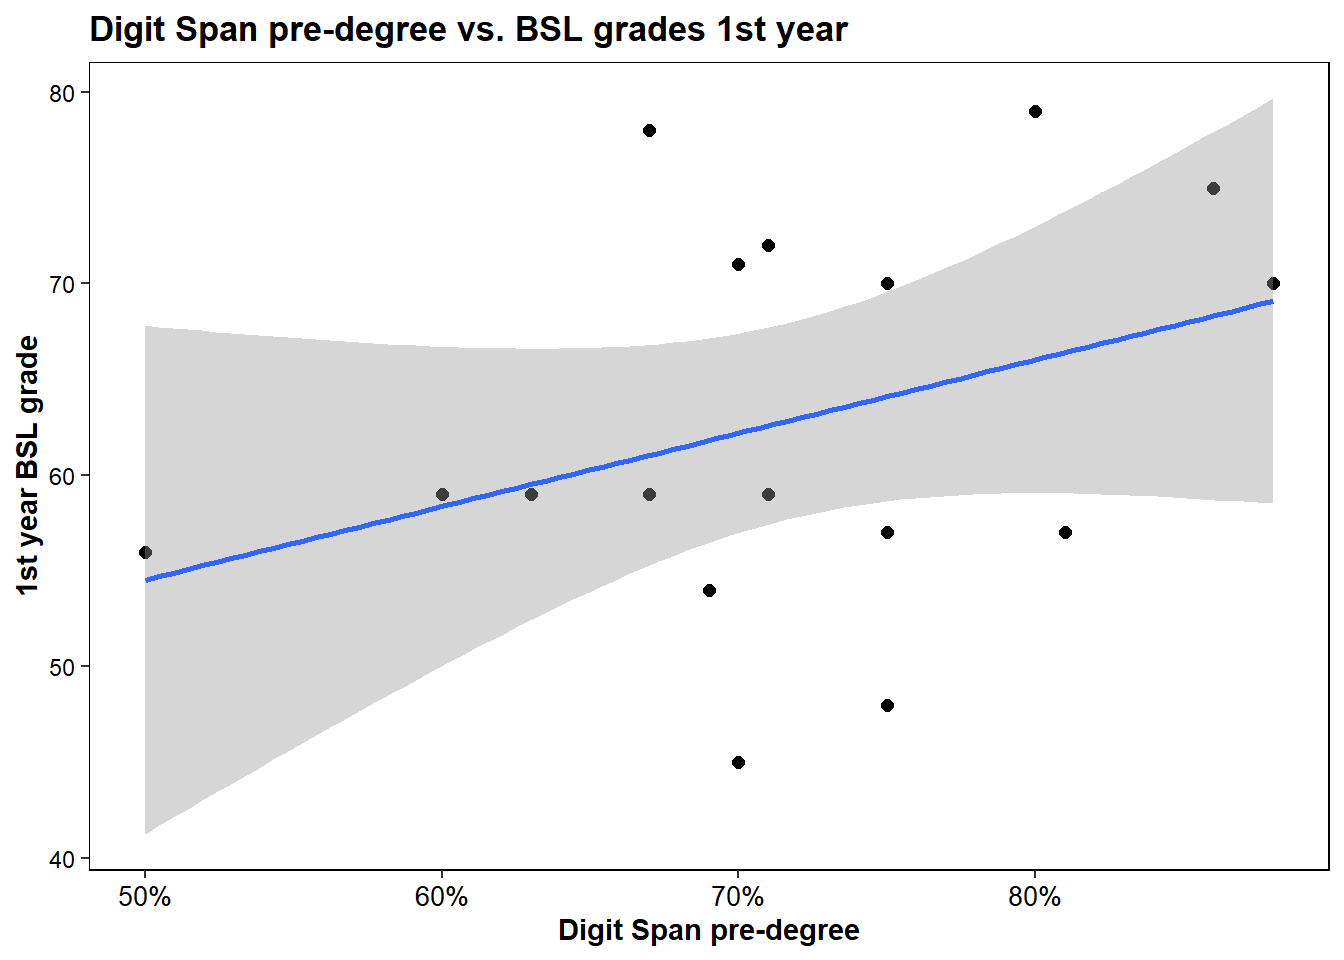 Digit Span pre-degree vs. BSL grades 1st year
80
70
60
50
40
1st year BSL grade
50% 60% 70% 80%
Digit Span pre-degree